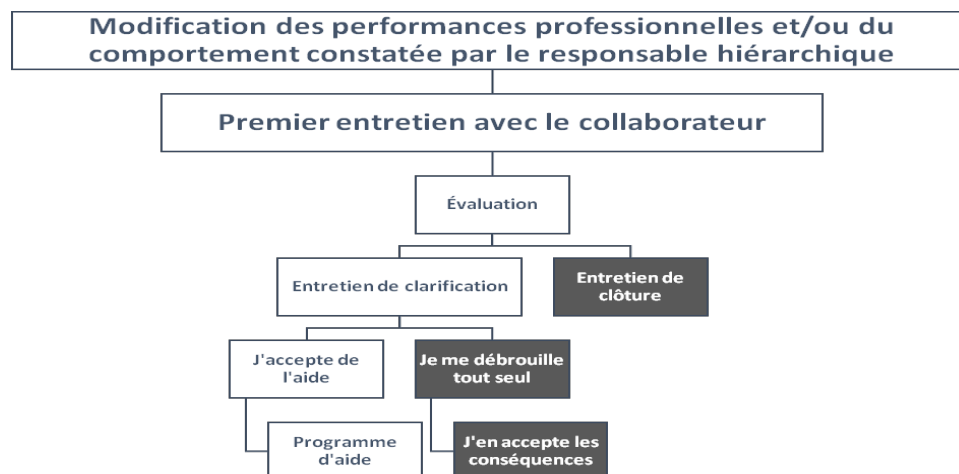 Modification des performances professionnelles et/ou du
comportement constatée par le responsable hiérarchique
Premier entretien avec le collaborateur
Évaluation
Entretien de clarification
Entretien de
clôture
J'accepte de
l'aide
Je me débrouille
tout seul
Programme
d'aide
J'en accepte les
conséquences